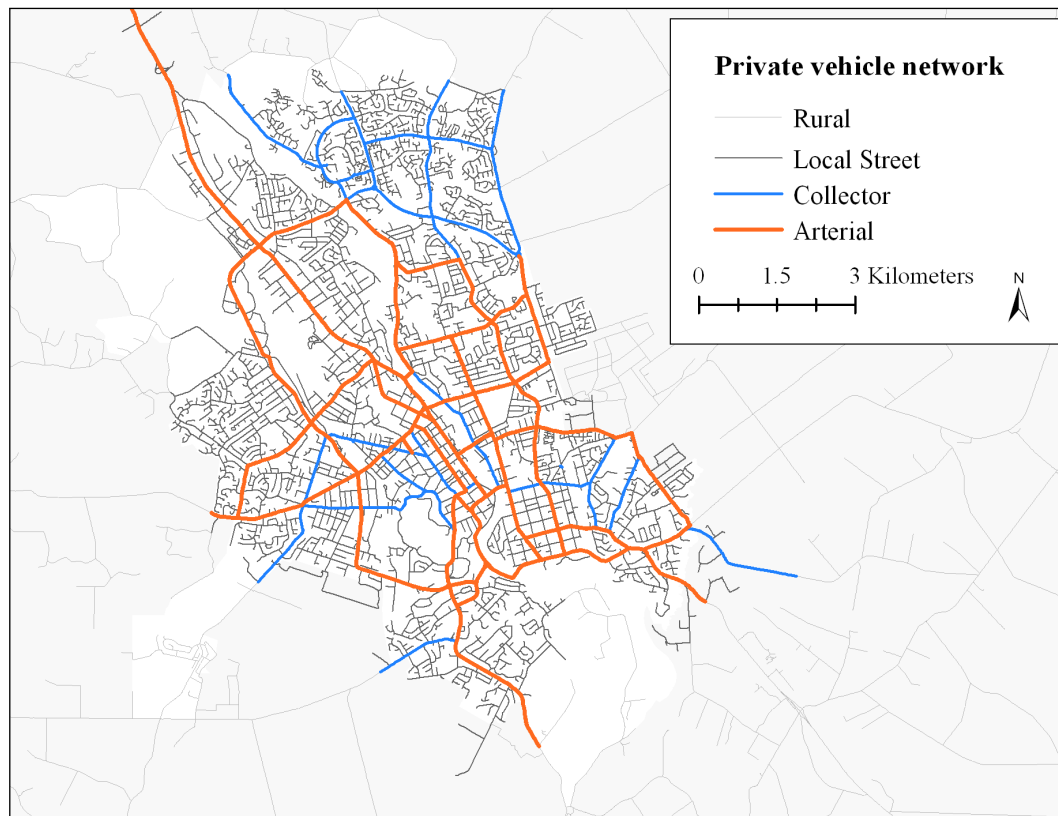 Private vehicle network
Rural
Local Street
Collector
Arterial
0 1.5 3 Kilometers
N